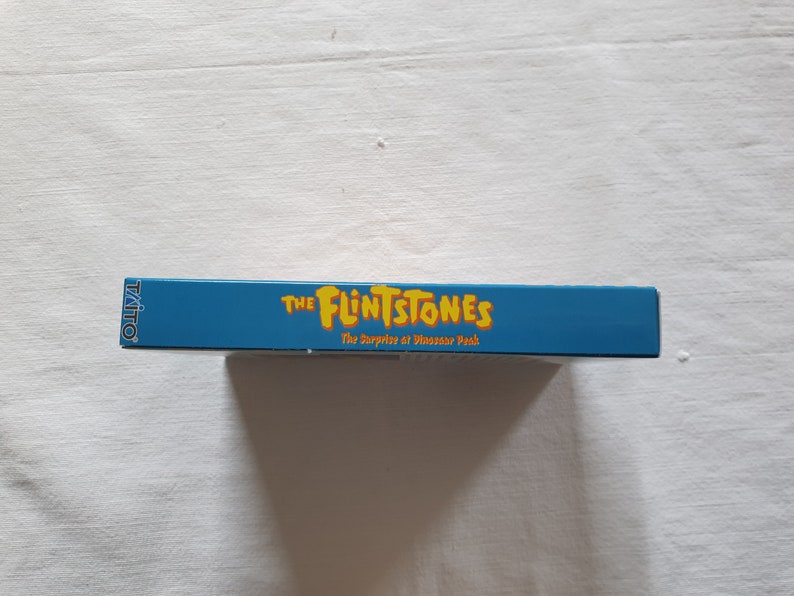 TAITO
THE FLINTSTONES
The Surprise at Dinosaur Peak